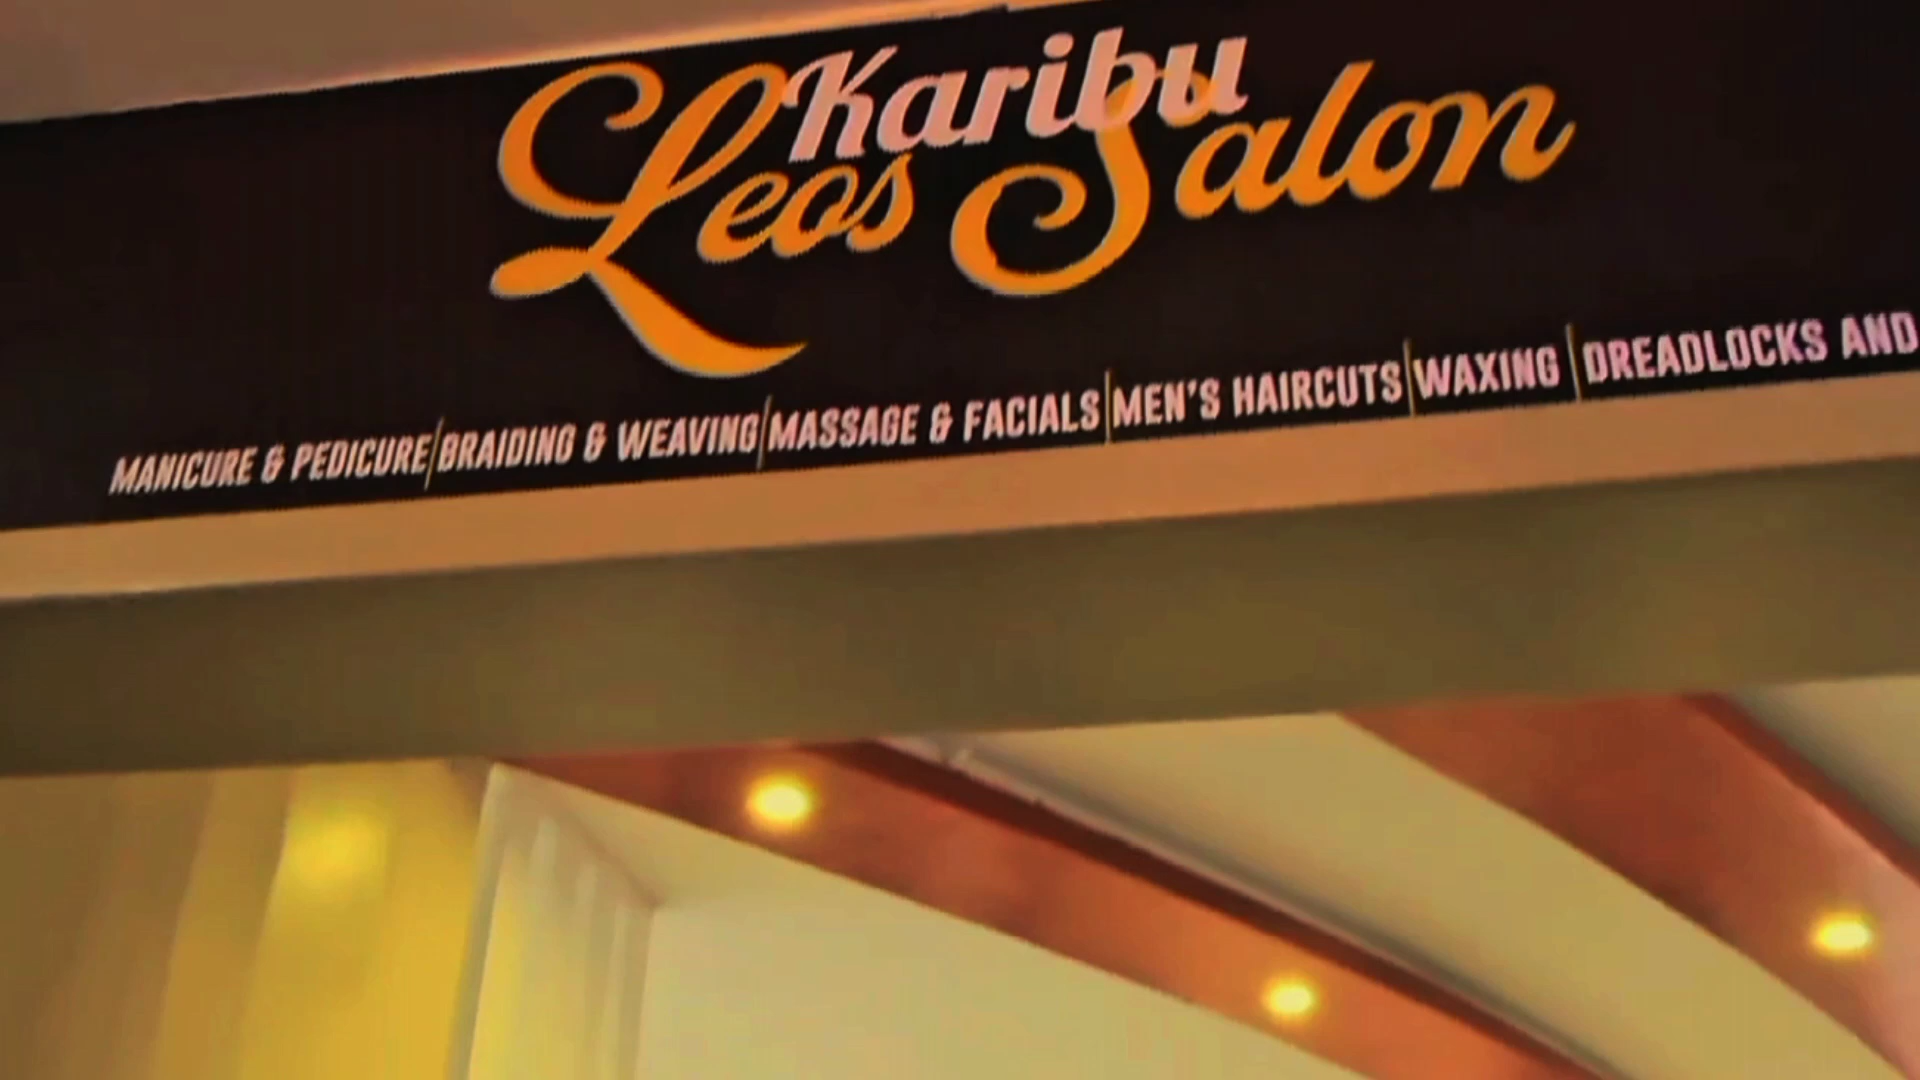 Karibu
Leos Salon
MANICURE & PEDICURE|BRAIDING & WEAVING|MASSAGE & FACIALS|MEN'S HAIRCUTS|WAXING|DREADLOCKS AND